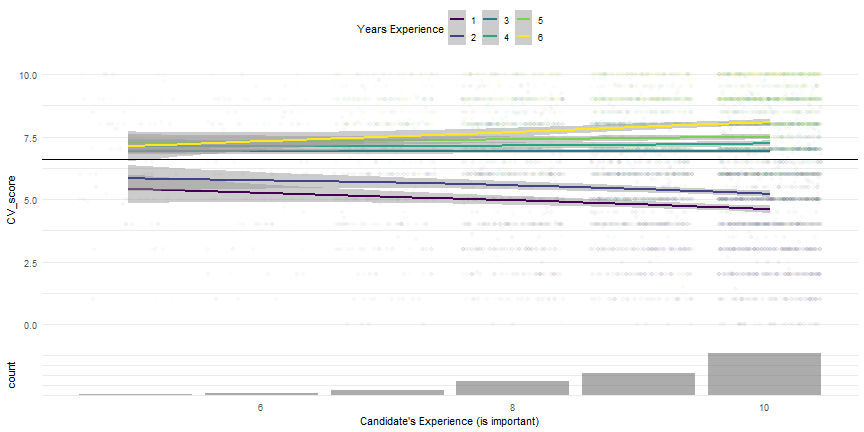 Years Experience 1 3 5
2 4 6
10.0
7.5
5.0
2.5
0.0
CV_score
count
6 8 10
Candidate's Experience (is important)